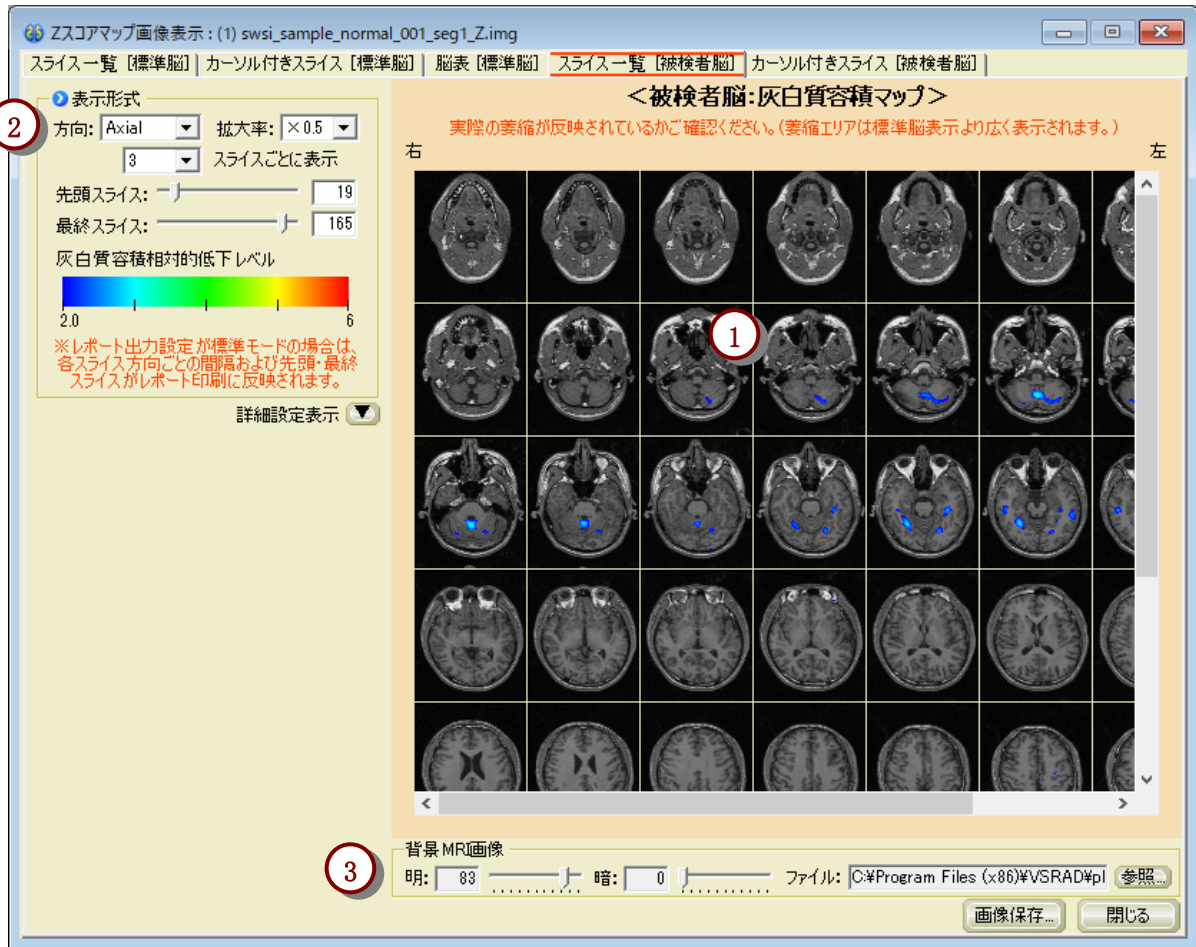 Zスコアマップ画像表示 : (1) swsi_sample_normal_001_seg1_Z.img
スライス一覧 [標準脳] カーソル付きスライス [標準脳] 脳表 [標準脳] スライス一覧 [被検者脳] カーソル付きスライス [被検者脳]
表示形式
2
方向: Axial 拡大率: ×0.5
3 スライスごとに表示
先頭スライス: 19
最終スライス: 165
灰白質容積相対的低下レベル
2.0 6
※レポート出力設定が標準モードの場合は、
各スライス方向ごとの間隔および先頭・最終
スライスがレポート印刷に反映されます。
詳細設定表示
<被検者脳:灰白質容積マップ>
実際の萎縮が反映されているかご確認ください。(萎縮エリアは標準脳表示より広く表示されます。)
右 左
1
3
背景MRI画像
明: 83 暗: 0 ファイル: C:¥Program Files (x86)¥VSRAD¥pl 参照...
画像保存... 閉じる